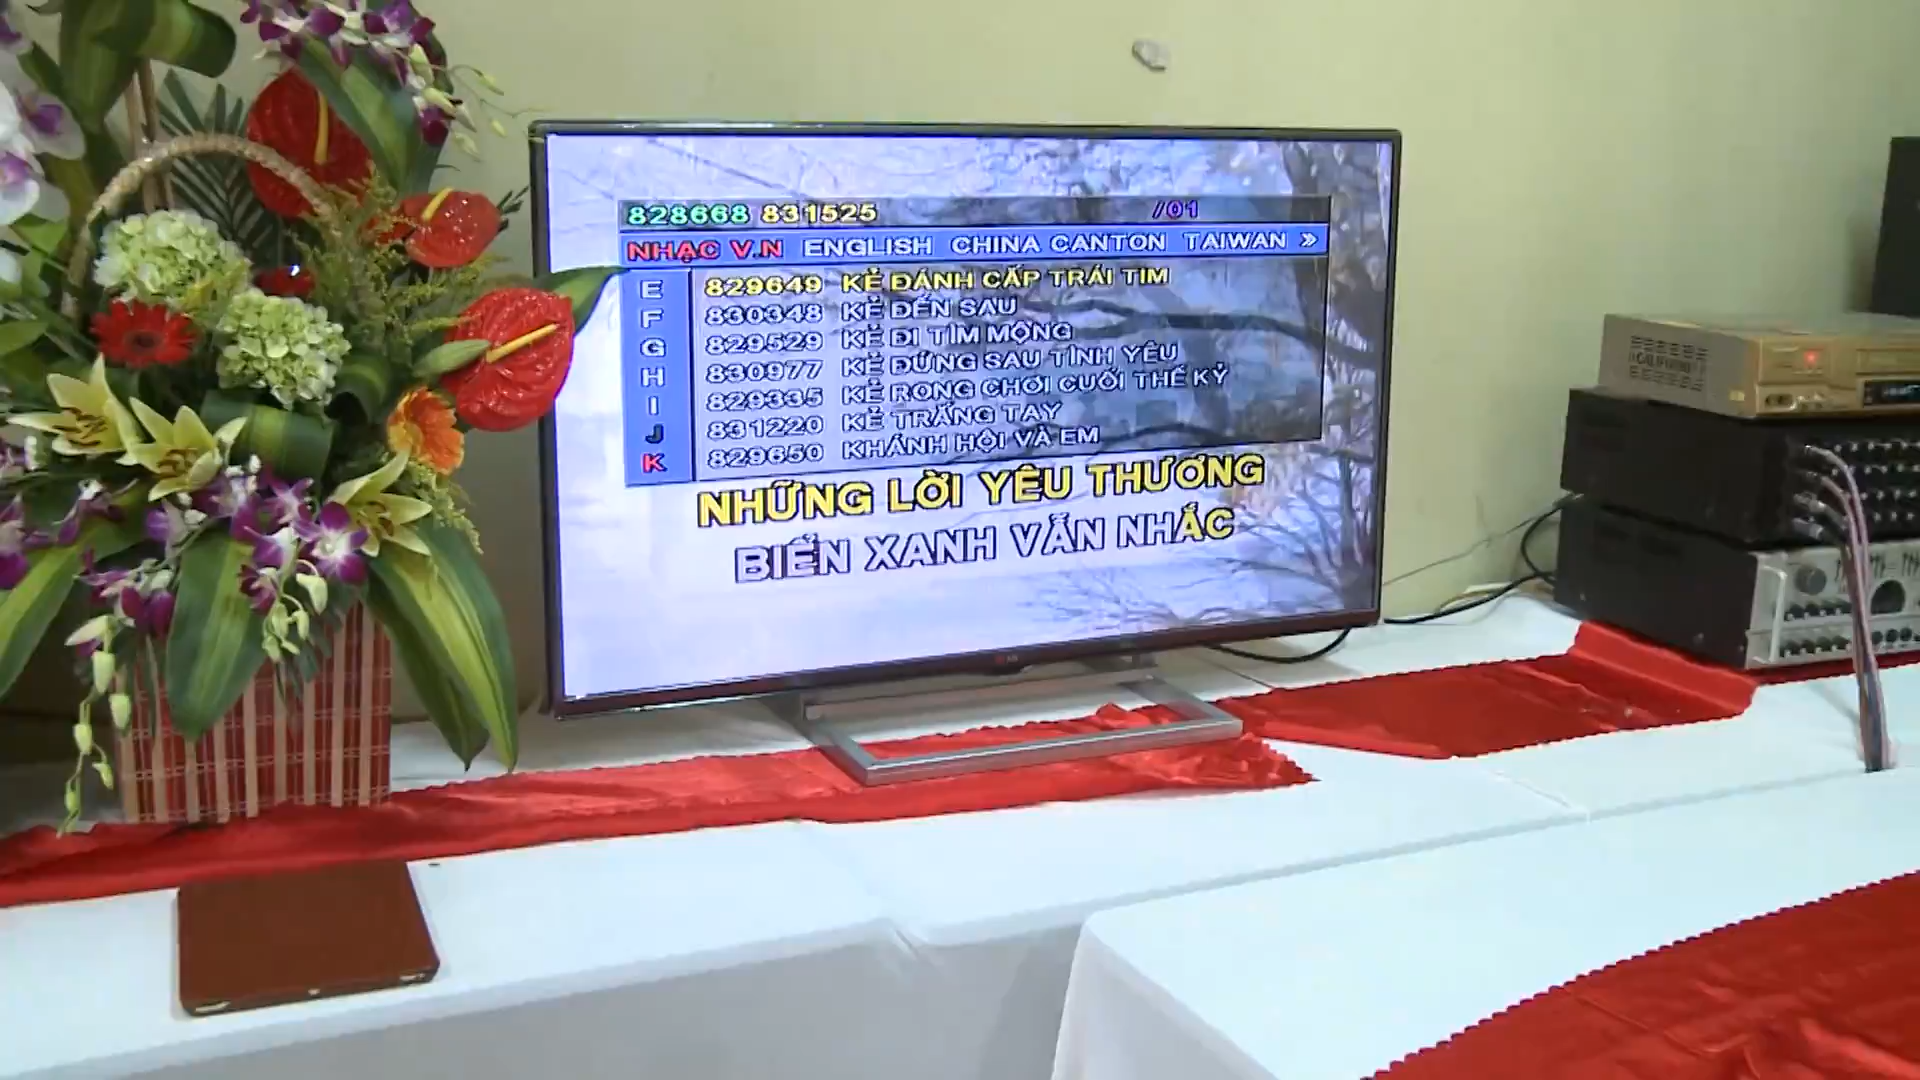 828668 831525 /01
NHẠC V.N ENGLISH CHINA CANTON TAIWAN »
E
F
G
H
I
J
K
829649 KẺ ĐÁNH CẮP TRÁI TIM
830348 KẺ ĐẾN SAU
829529 KẺ ĐI TÌM MỘNG
830977 KẺ ĐỨNG SAU TÌNH YÊU
829335 KẺ RONG CHƠI CUỐI THẾ KỶ
831220 KẺ TRẮNG TAY
829650 KHÁNH HỘI VÀ EM
NHỮNG LỜI YÊU THƯƠNG
BIỂN XANH VẪN NHẮC
LG
CALIFORNIA